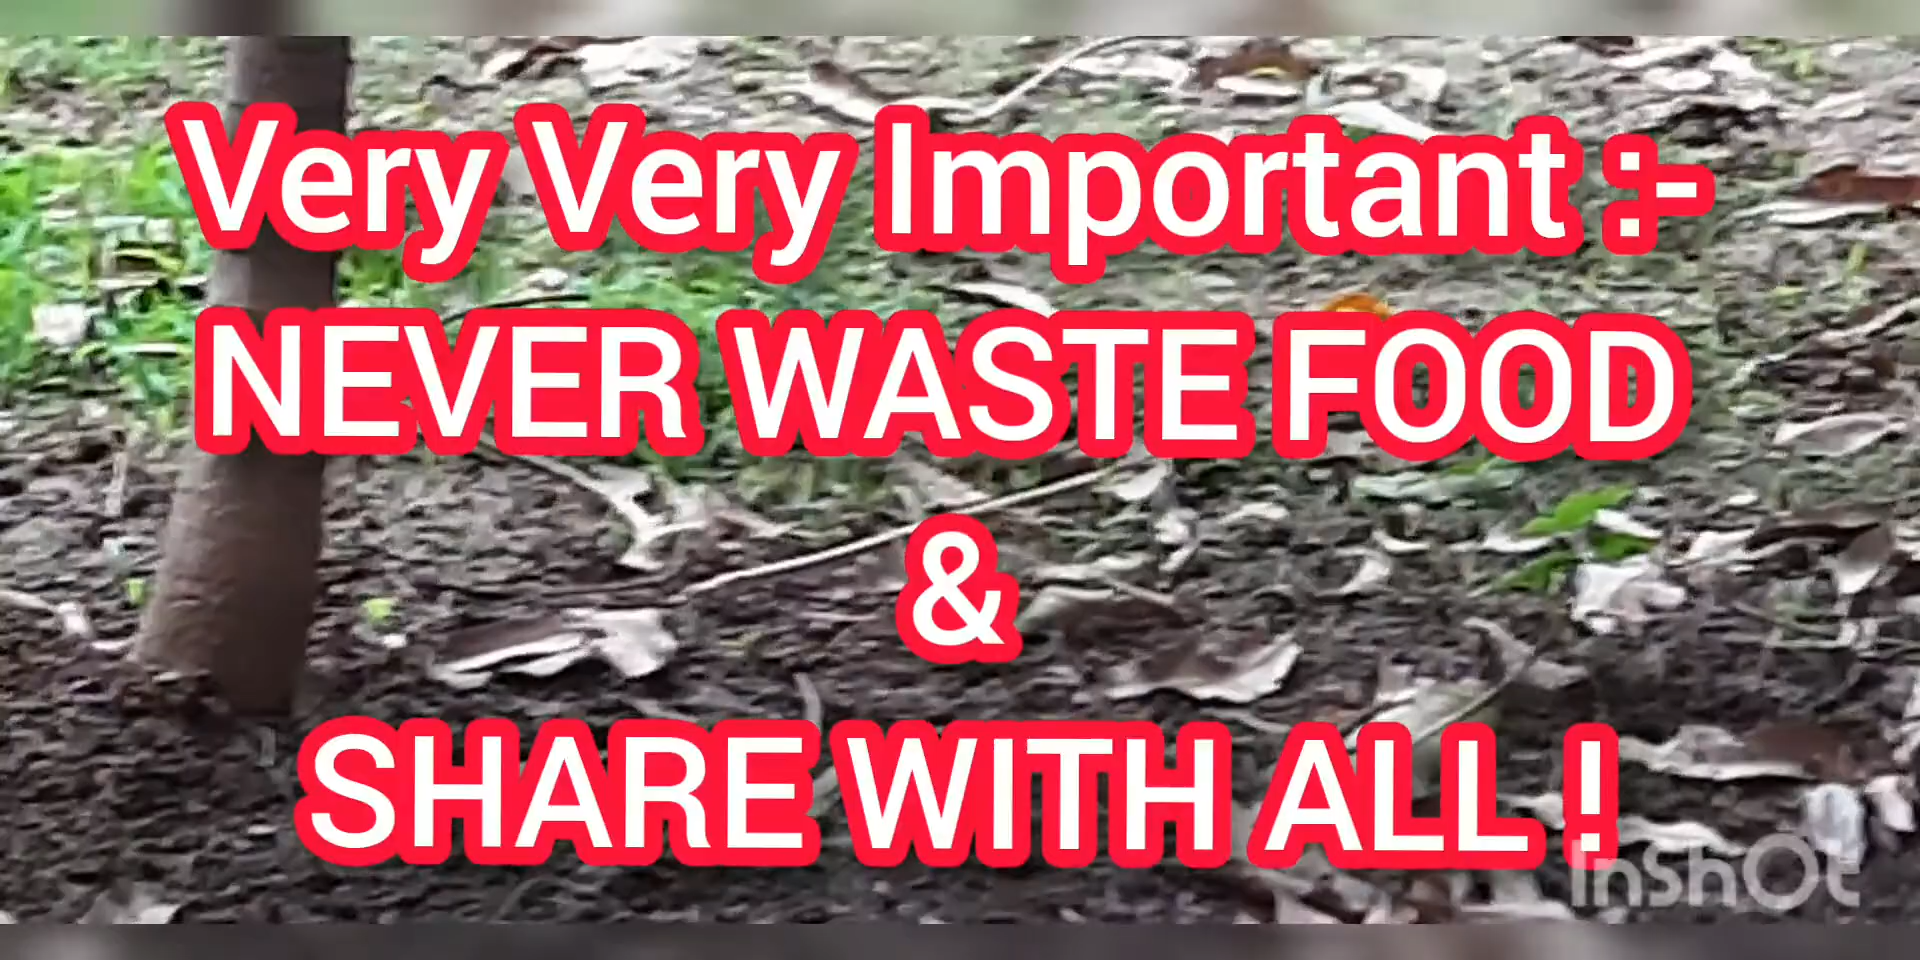 Very Very Important :-
NEVER WASTE FOOD
&
SHARE WITH ALL !
InShOt